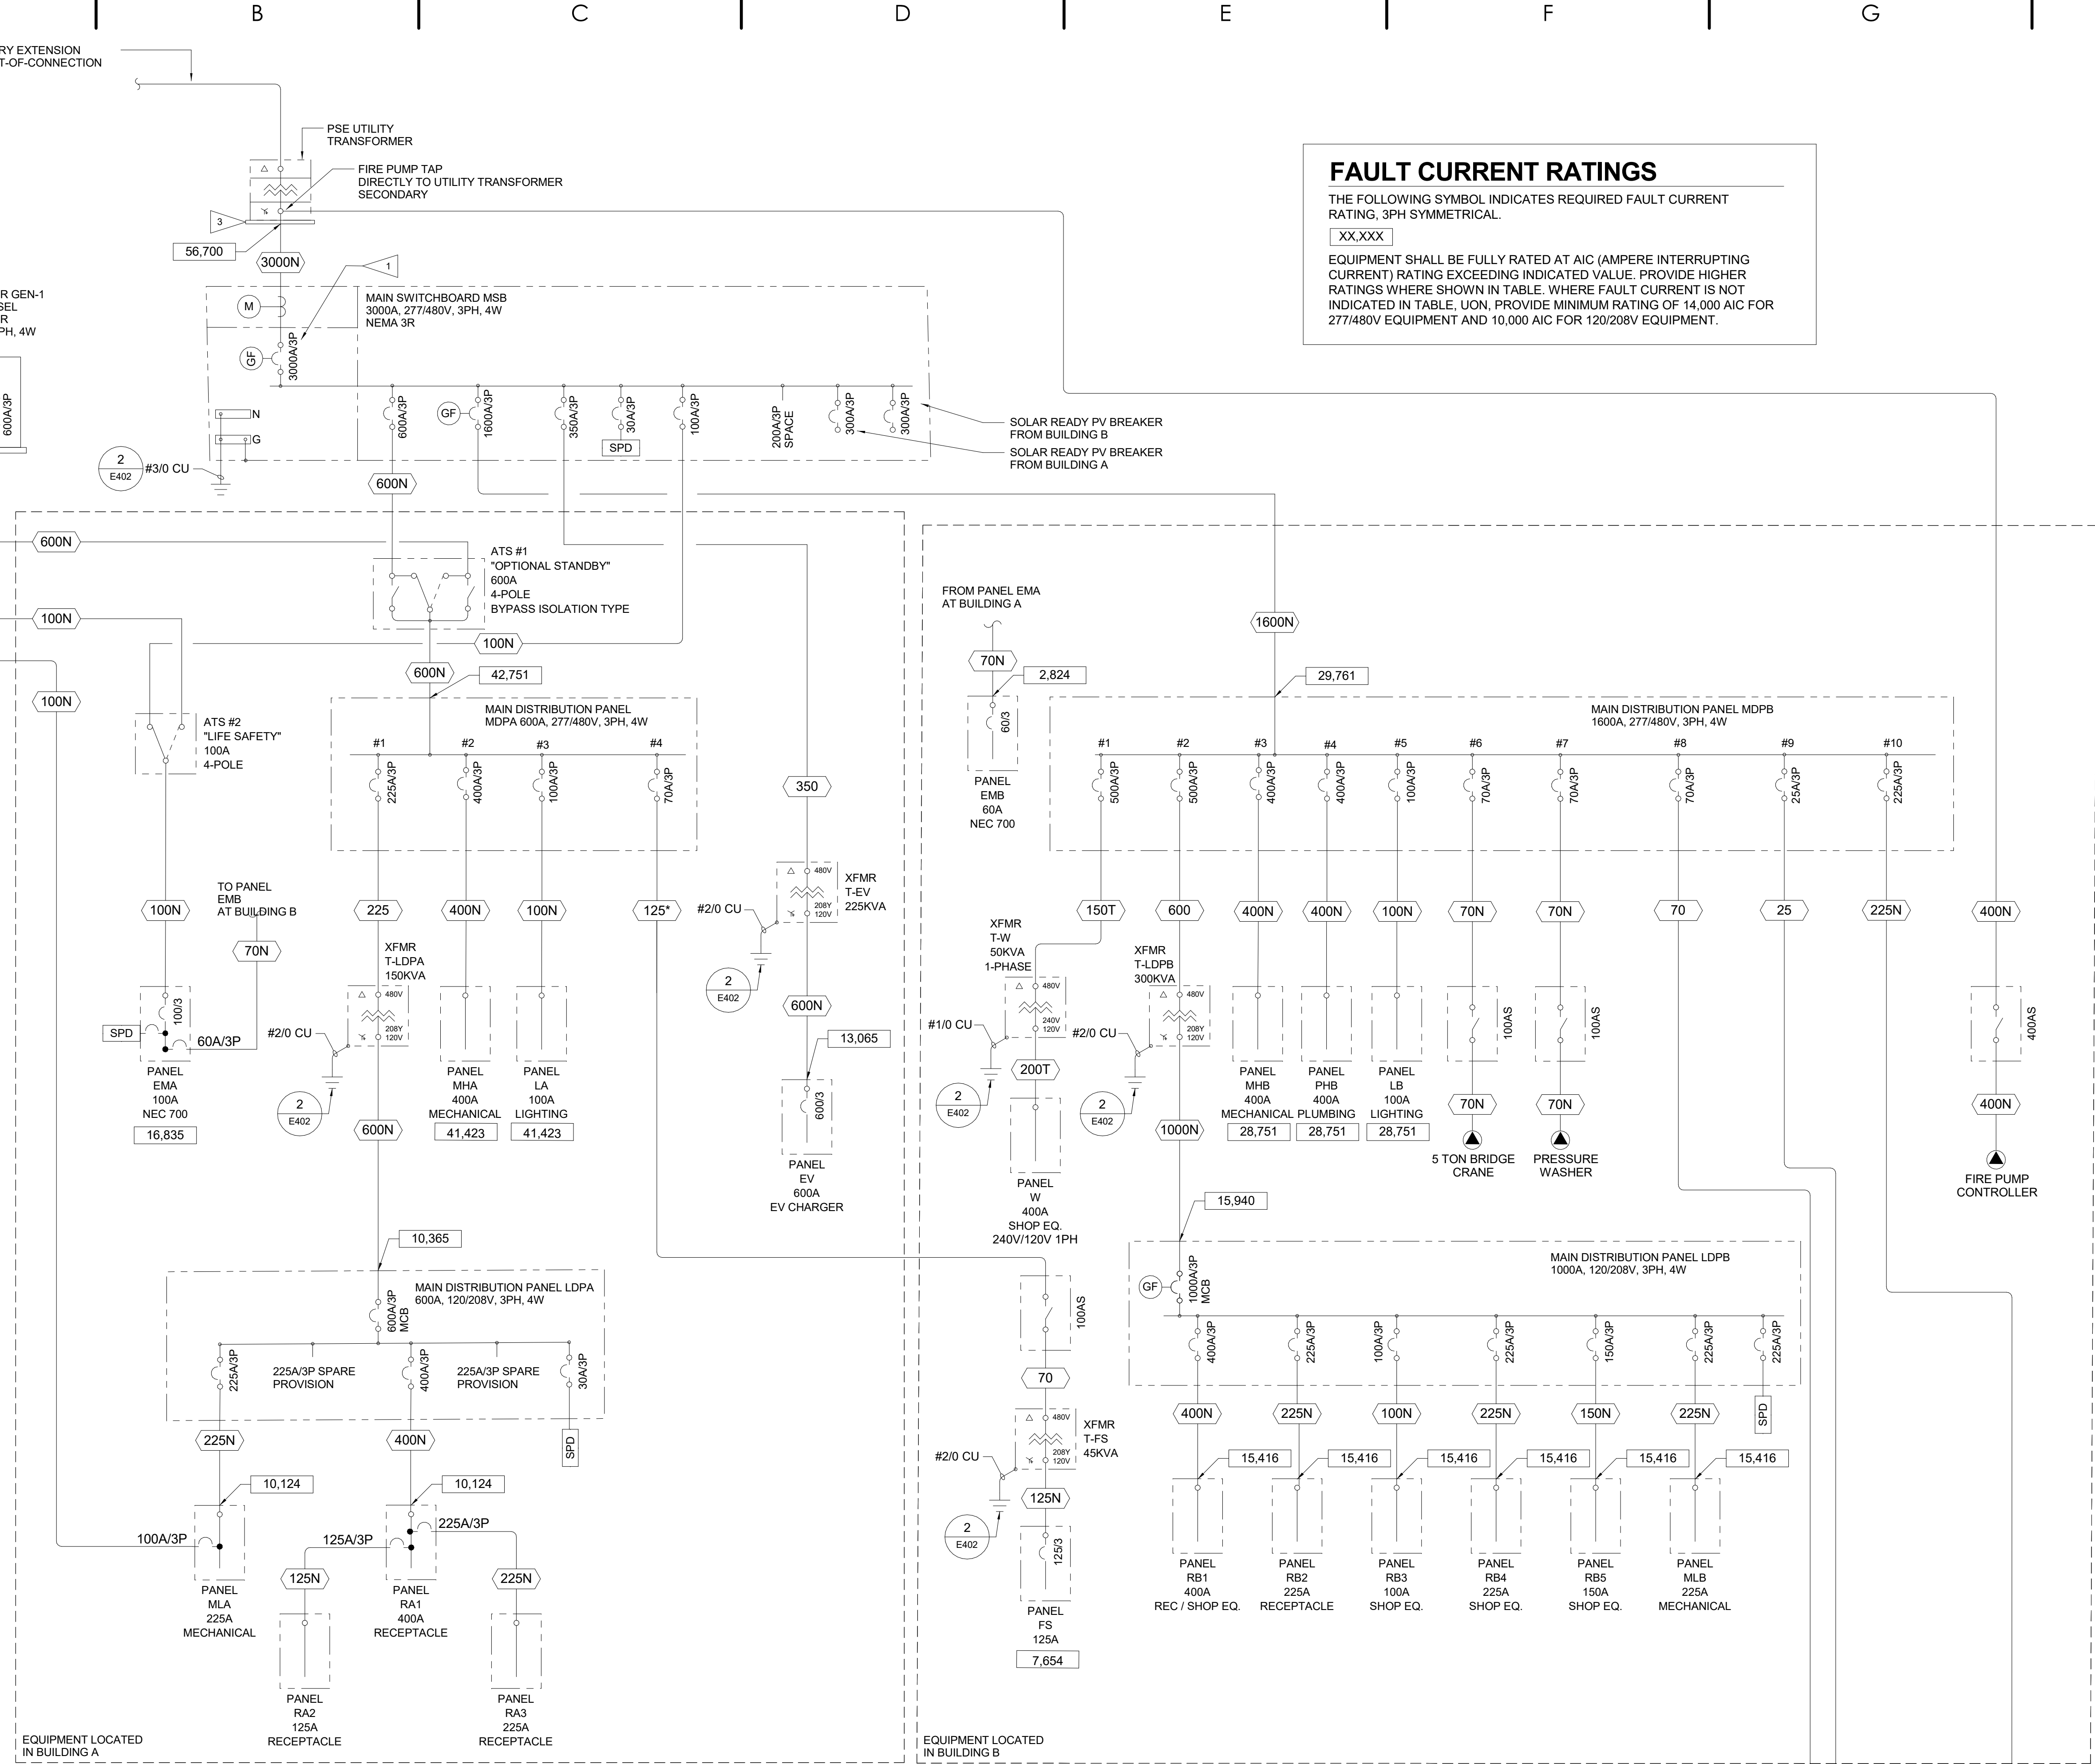 B
C
D
E
F
G
RY EXTENSION
T-OF-CONNECTION
PSE UTILITY
TRANSFORMER
FIRE PUMP TAP
DIRECTLY TO UTILITY TRANSFORMER
SECONDARY
3
56,700
3000N
1
FAULT CURRENT RATINGS
THE FOLLOWING SYMBOL INDICATES REQUIRED FAULT CURRENT
RATING, 3PH SYMMETRICAL.
XX,XXX
EQUIPMENT SHALL BE FULLY RATED AT AIC (AMPERE INTERRUPTING
CURRENT) RATING EXCEEDING INDICATED VALUE. PROVIDE HIGHER
RATINGS WHERE SHOWN IN TABLE. WHERE FAULT CURRENT IS NOT
INDICATED IN TABLE, UON, PROVIDE MINIMUM RATING OF 14,000 AIC FOR
277/480V EQUIPMENT AND 10,000 AIC FOR 120/208V EQUIPMENT.
R GEN-1
SEL
R
PH, 4W
600A/3P
M
MAIN SWITCHBOARD MSB
3000A, 277/480V, 3PH, 4W
NEMA 3R
GF
3000A/3P
N
G
2
E402
#3/0 CU
600A/3P
GF
1600A/3P
350A/3P
30A/3P
SPD
100A/3P
200A/3P
SPACE
300A/3P
300A/3P
SOLAR READY PV BREAKER
FROM BUILDING B
SOLAR READY PV BREAKER
FROM BUILDING A
600N
600N
ATS #1
"OPTIONAL STANDBY"
600A
4-POLE
BYPASS ISOLATION TYPE
100N
100N
600N
42,751
100N
ATS #2
"LIFE SAFETY"
100A
4-POLE
MAIN DISTRIBUTION PANEL
MDPA 600A, 277/480V, 3PH, 4W
#1
#2
#3
#4
225A/3P
400A/3P
100A/3P
70A/3P
350
FROM PANEL EMA
AT BUILDING A
70N
2,824
60/3
PANEL
EMB
60A
NEC 700
1600N
29,761
MAIN DISTRIBUTION PANEL MDPB
1600A, 277/480V, 3PH, 4W
#1
#2
#3
#4
#5
#6
#7
#8
#9
#10
500A/3P
500A/3P
400A/3P
400A/3P
100A/3P
70A/3P
70A/3P
70A/3P
25A/3P
225A/3P
TO PANEL
EMB
AT BUILDING B
100N
70N
225
400N
100N
125*
XFMR
T-EV
225KVA
480V
208Y
120V
#2/0 CU
2
E402
600N
13,065
600/3
PANEL
EV
600A
EV CHARGER
XFMR
T-LDPA
150KVA
480V
208Y
120V
#2/0 CU
2
E402
600N
100/3
SPD
60A/3P
PANEL
EMA
100A
NEC 700
16,835
PANEL
MHA
400A
MECHANICAL
41,423
PANEL
LA
100A
LIGHTING
41,423
150T
600
400N
400N
100N
70N
70N
70
25
225N
400N
XFMR
T-W
50KVA
1-PHASE
480V
240V
120V
#1/0 CU
2
E402
200T
PANEL
W
400A
SHOP EQ.
240V/120V 1PH
XFMR
T-LDPB
300KVA
480V
208Y
120V
#2/0 CU
2
E402
1000N
PANEL
MHB
400A
MECHANICAL
28,751
PANEL
PHB
400A
PLUMBING
28,751
PANEL
LB
100A
LIGHTING
28,751
100AS
70N
5 TON BRIDGE
CRANE
100AS
70N
PRESSURE
WASHER
400AS
400N
FIRE PUMP
CONTROLLER
10,365
MAIN DISTRIBUTION PANEL LDPA
600A, 120/208V, 3PH, 4W
600A/3P
MCB
225A/3P
225A/3P SPARE
PROVISION
400A/3P
225A/3P SPARE
PROVISION
30A/3P
SPD
225N
400N
10,124
10,124
100A/3P
125A/3P
225A/3P
PANEL
MLA
225A
MECHANICAL
125N
PANEL
RA1
400A
RECEPTACLE
225N
PANEL
RA2
125A
RECEPTACLE
PANEL
RA3
225A
RECEPTACLE
100AS
70
XFMR
T-FS
45KVA
480V
208Y
120V
#2/0 CU
2
E402
125N
125/3
PANEL
FS
125A
7,654
15,940
MAIN DISTRIBUTION PANEL LDPB
1000A, 120/208V, 3PH, 4W
GF
1000A/3P
MCB
400A/3P
225A/3P
100A/3P
225A/3P
150A/3P
225A/3P
225A/3P
400N
225N
100N
225N
150N
225N
SPD
15,416
15,416
15,416
15,416
15,416
15,416
PANEL
RB1
400A
REC / SHOP EQ.
PANEL
RB2
225A
RECEPTACLE
PANEL
RB3
100A
SHOP EQ.
PANEL
RB4
225A
SHOP EQ.
PANEL
RB5
150A
SHOP EQ.
PANEL
MLB
225A
MECHANICAL
EQUIPMENT LOCATED
IN BUILDING A
EQUIPMENT LOCATED
IN BUILDING B